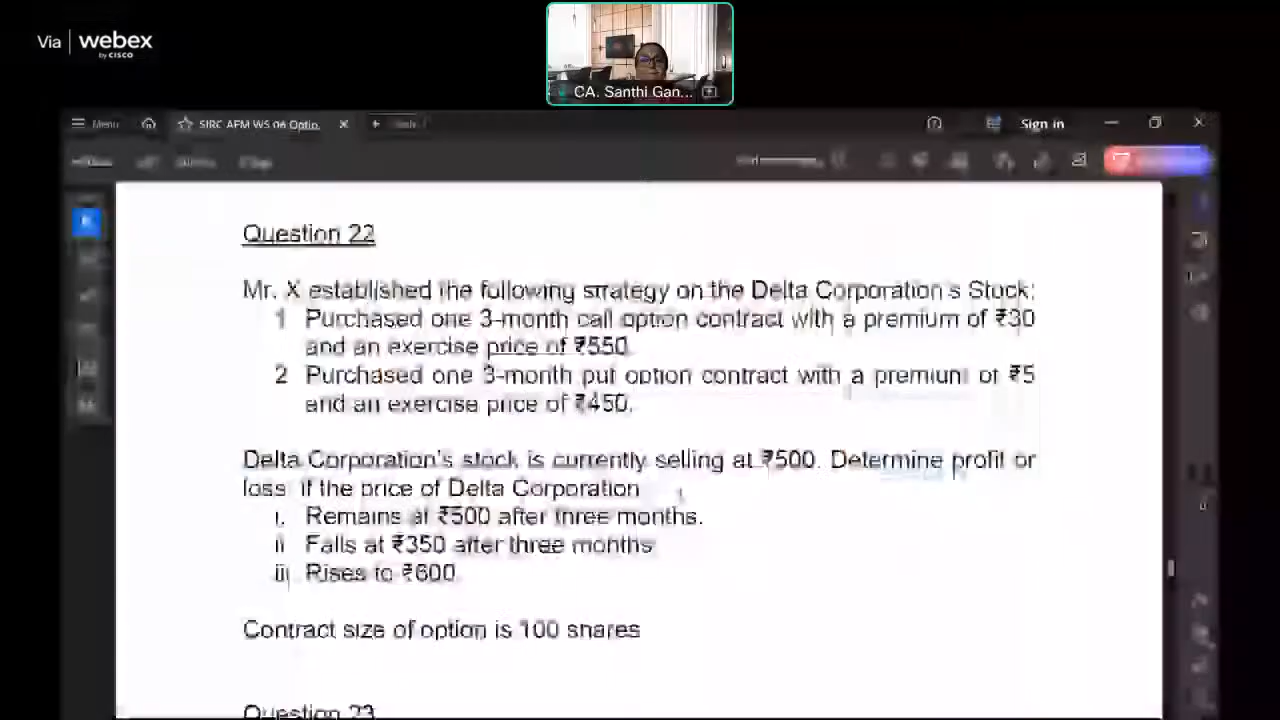 Via | webex
by CISCO
CA. Santhi Gan...
Menu
SIRC AFM WS 06 Optio.
Sign in
Question 22
Mr. X established the following strategy on the Delta Corporation's Stock:
1 Purchased one 3-month call option contract with a premium of ₹30
and an exercise price of ₹550.
2 Purchased one 3-month put option contract with a premium of ₹5
and an exercise price of ₹450.
Delta Corporation's stock is currently selling at ₹500. Determine profit or
loss, if the price of Delta Corporation
i. Remains at ₹500 after three months.
ii Falls at ₹350 after three months
iii Rises to ₹600
Contract size of option is 100 shares
Question 23